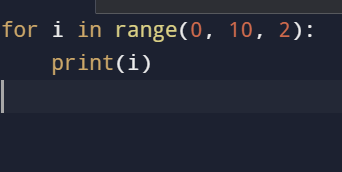 for i in range(0, 10, 2):
    print(i)